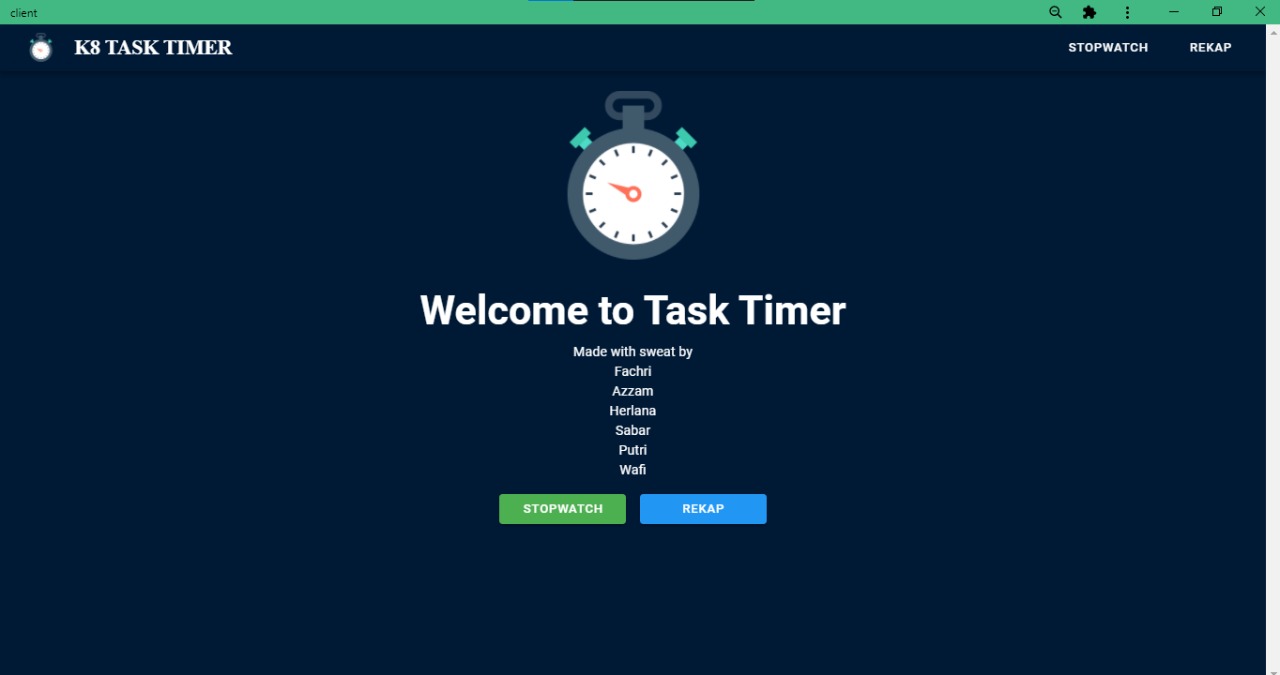 client
K8 TASK TIMER
STOPWATCH
REKAP
Welcome to Task Timer
Made with sweat by
Fachri
Azzam
Herlana
Sabar
Putri
Wafi
STOPWATCH
REKAP